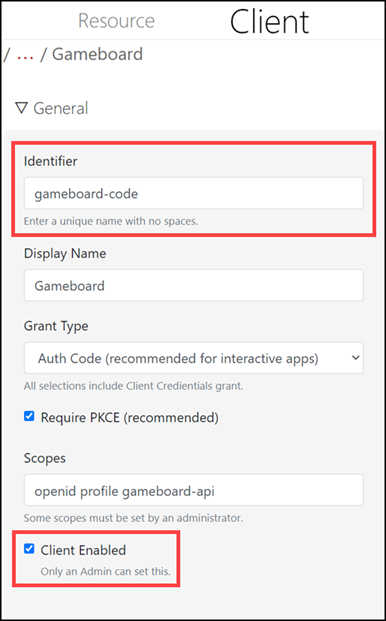 Resource Client
/ ... / Gameboard
▽ General
Identifier
gameboard-code
Enter a unique name with no spaces.
Display Name
Gameboard
Grant Type
Auth Code (recommended for interactive apps)
All selections include Client Credentials grant.
Require PKCE (recommended)
Scopes
openid profile gameboard-api
Some scopes must be set by an administrator.
Client Enabled
Only an Admin can set this.